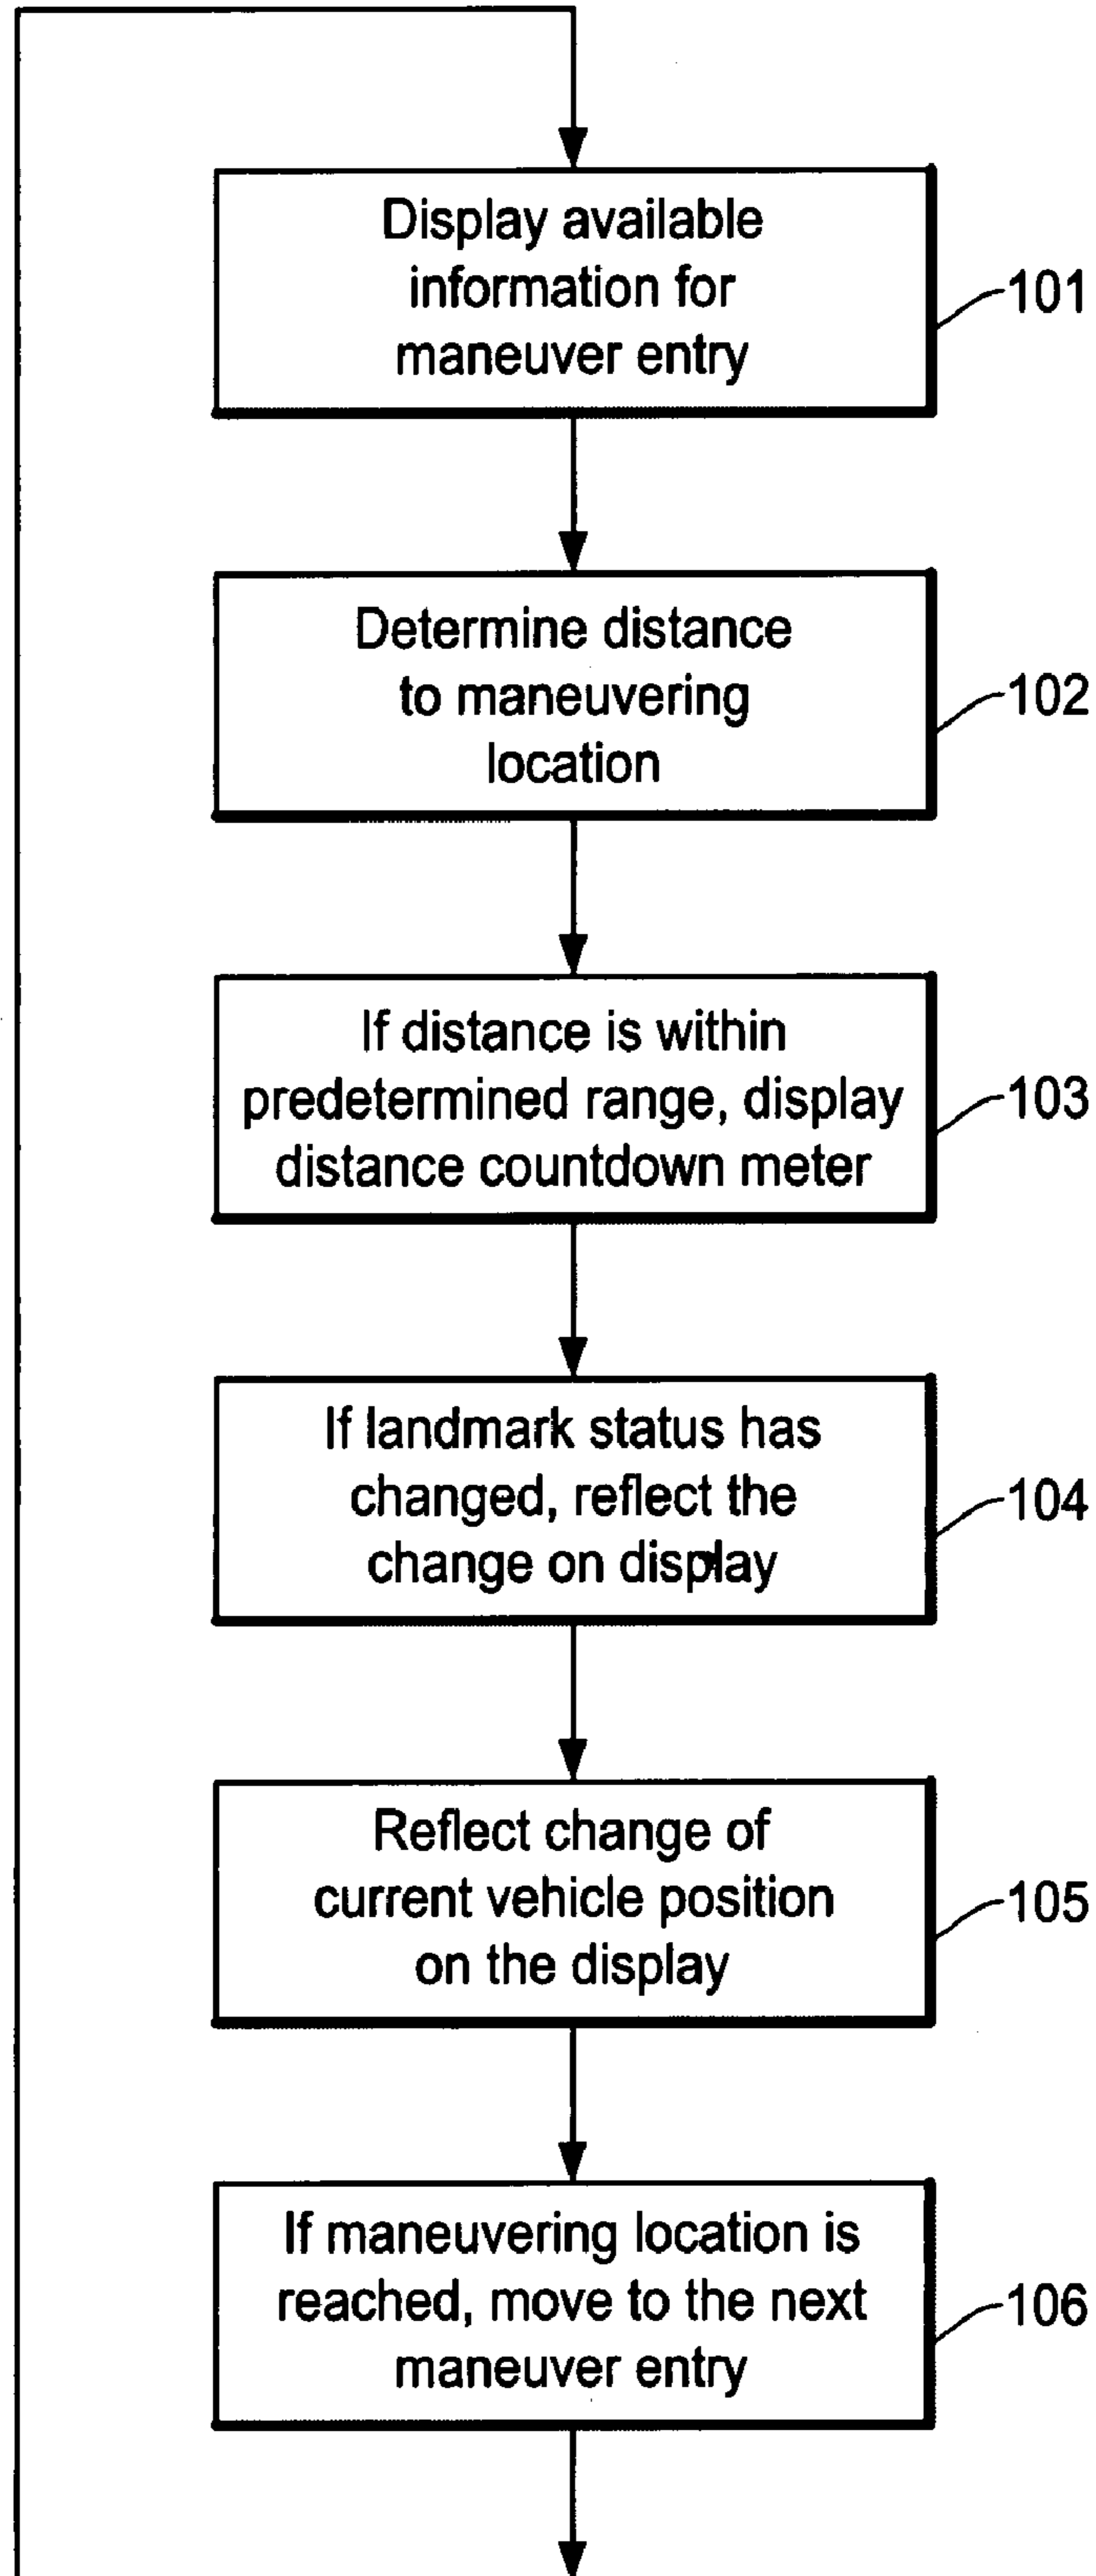 Display available
information for
maneuver entry
101
Determine distance
to maneuvering
location
102
If distance is within
predetermined range, display
distance countdown meter
103
If landmark status has
changed, reflect the
change on display
104
Reflect change of
current vehicle position
on the display
105
If maneuvering location is
reached, move to the next
maneuver entry
106